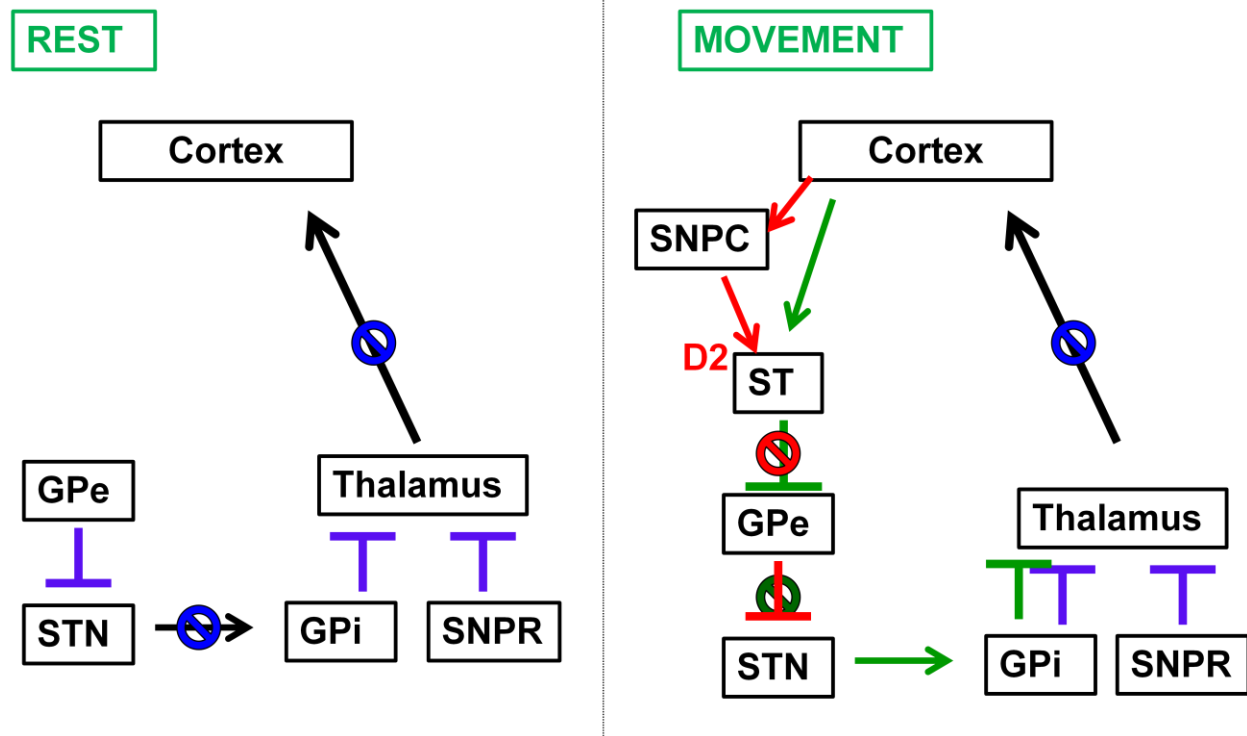 REST
Cortex
GPe
Thalamus
STN
GPi
SNPR
MOVEMENT
Cortex
SNPC
D2
ST
GPe
Thalamus
STN
GPi
SNPR